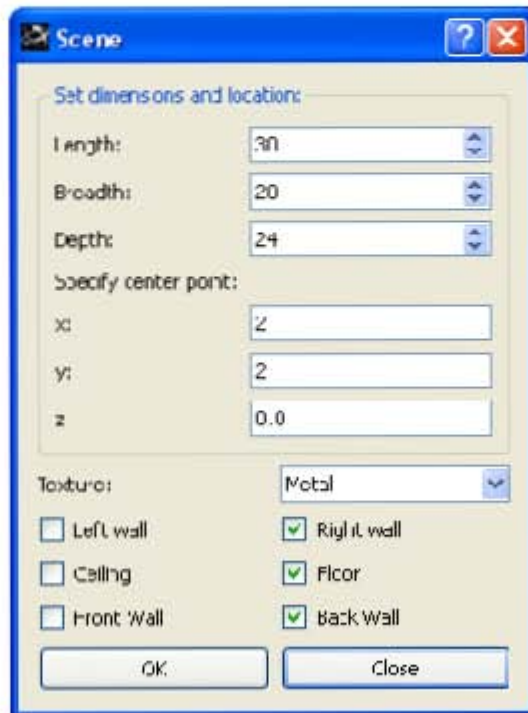 Scene
Set dimensons and location:
Length: 30
Breadth: 20
Depth: 24
Specify center point:
x: 2
y: 2
z 0.0
Texture: Metal
Left wall Right wall
Ceiling Floor
Front Wall Back Wall
OK Close